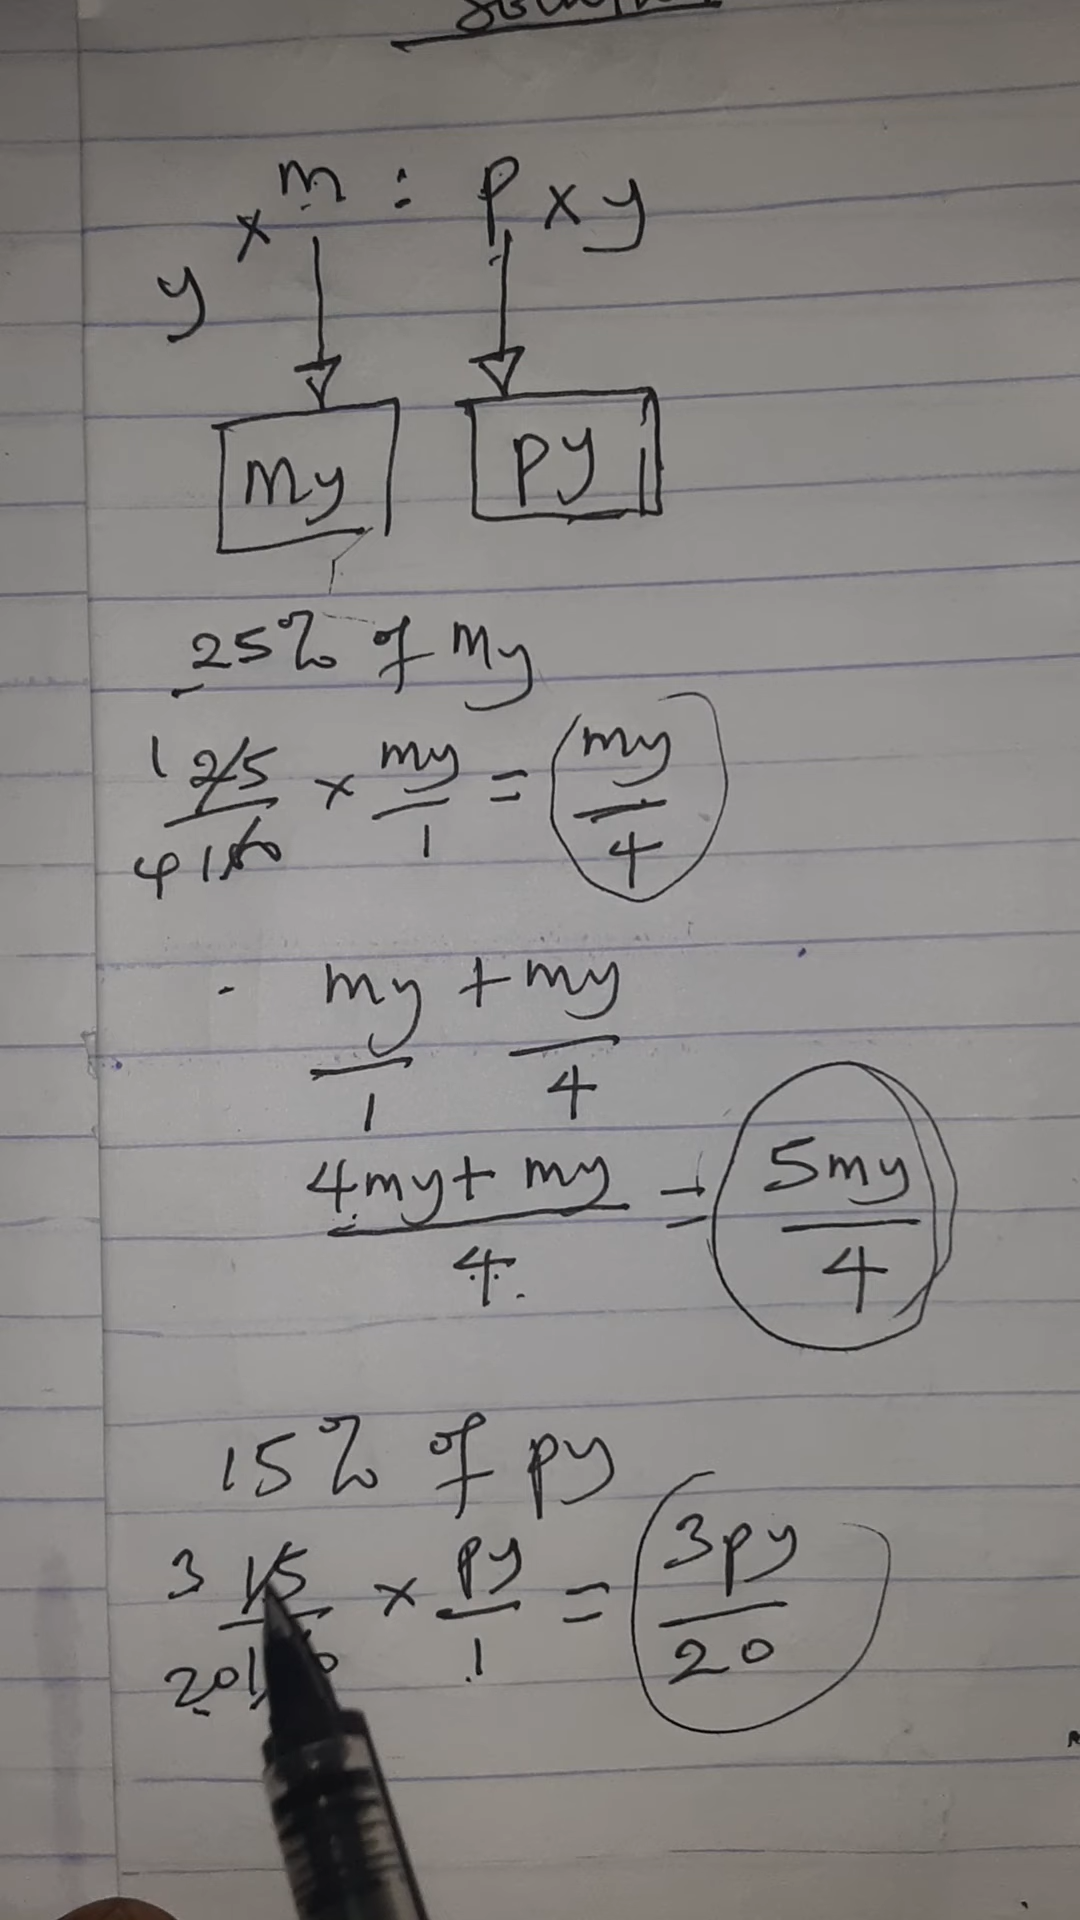 m : p x y
y x
my py
25% of my
1 25/4 100 x my/1 = my/4
my/1 + my/4
4my + my/4 = 5my/4
15% of py
3 15/20 100 x py/1 = 3py/20